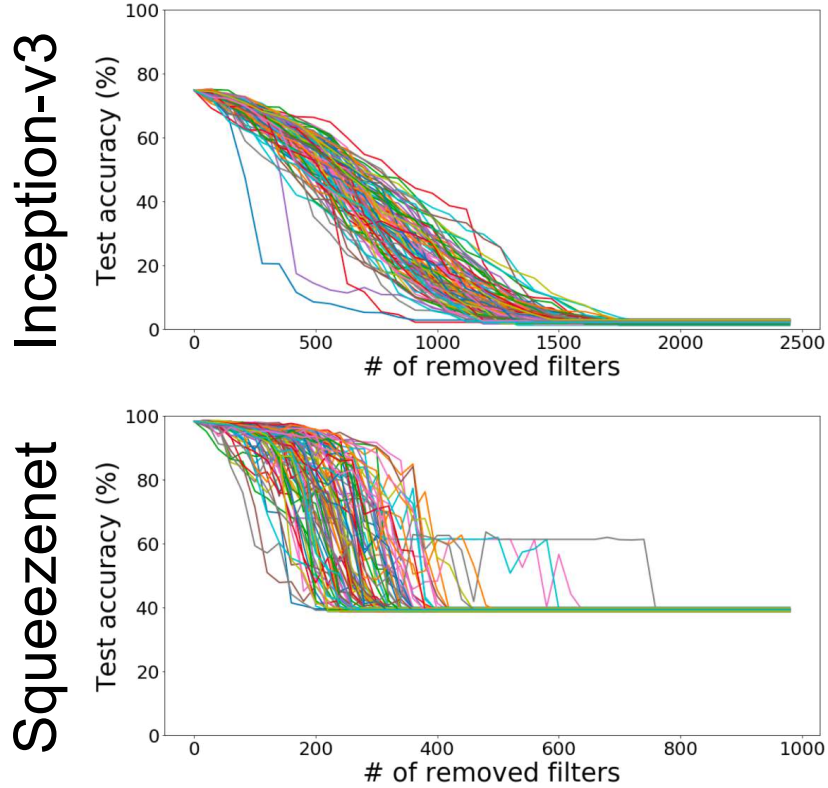 Inception-v3
Test accuracy (%)
100
80
60
40
20
0
0 500 1000 1500 2000 2500
# of removed filters
Squeezenet
Test accuracy (%)
100
80
60
40
20
0
0 200 400 600 800 1000
# of removed filters